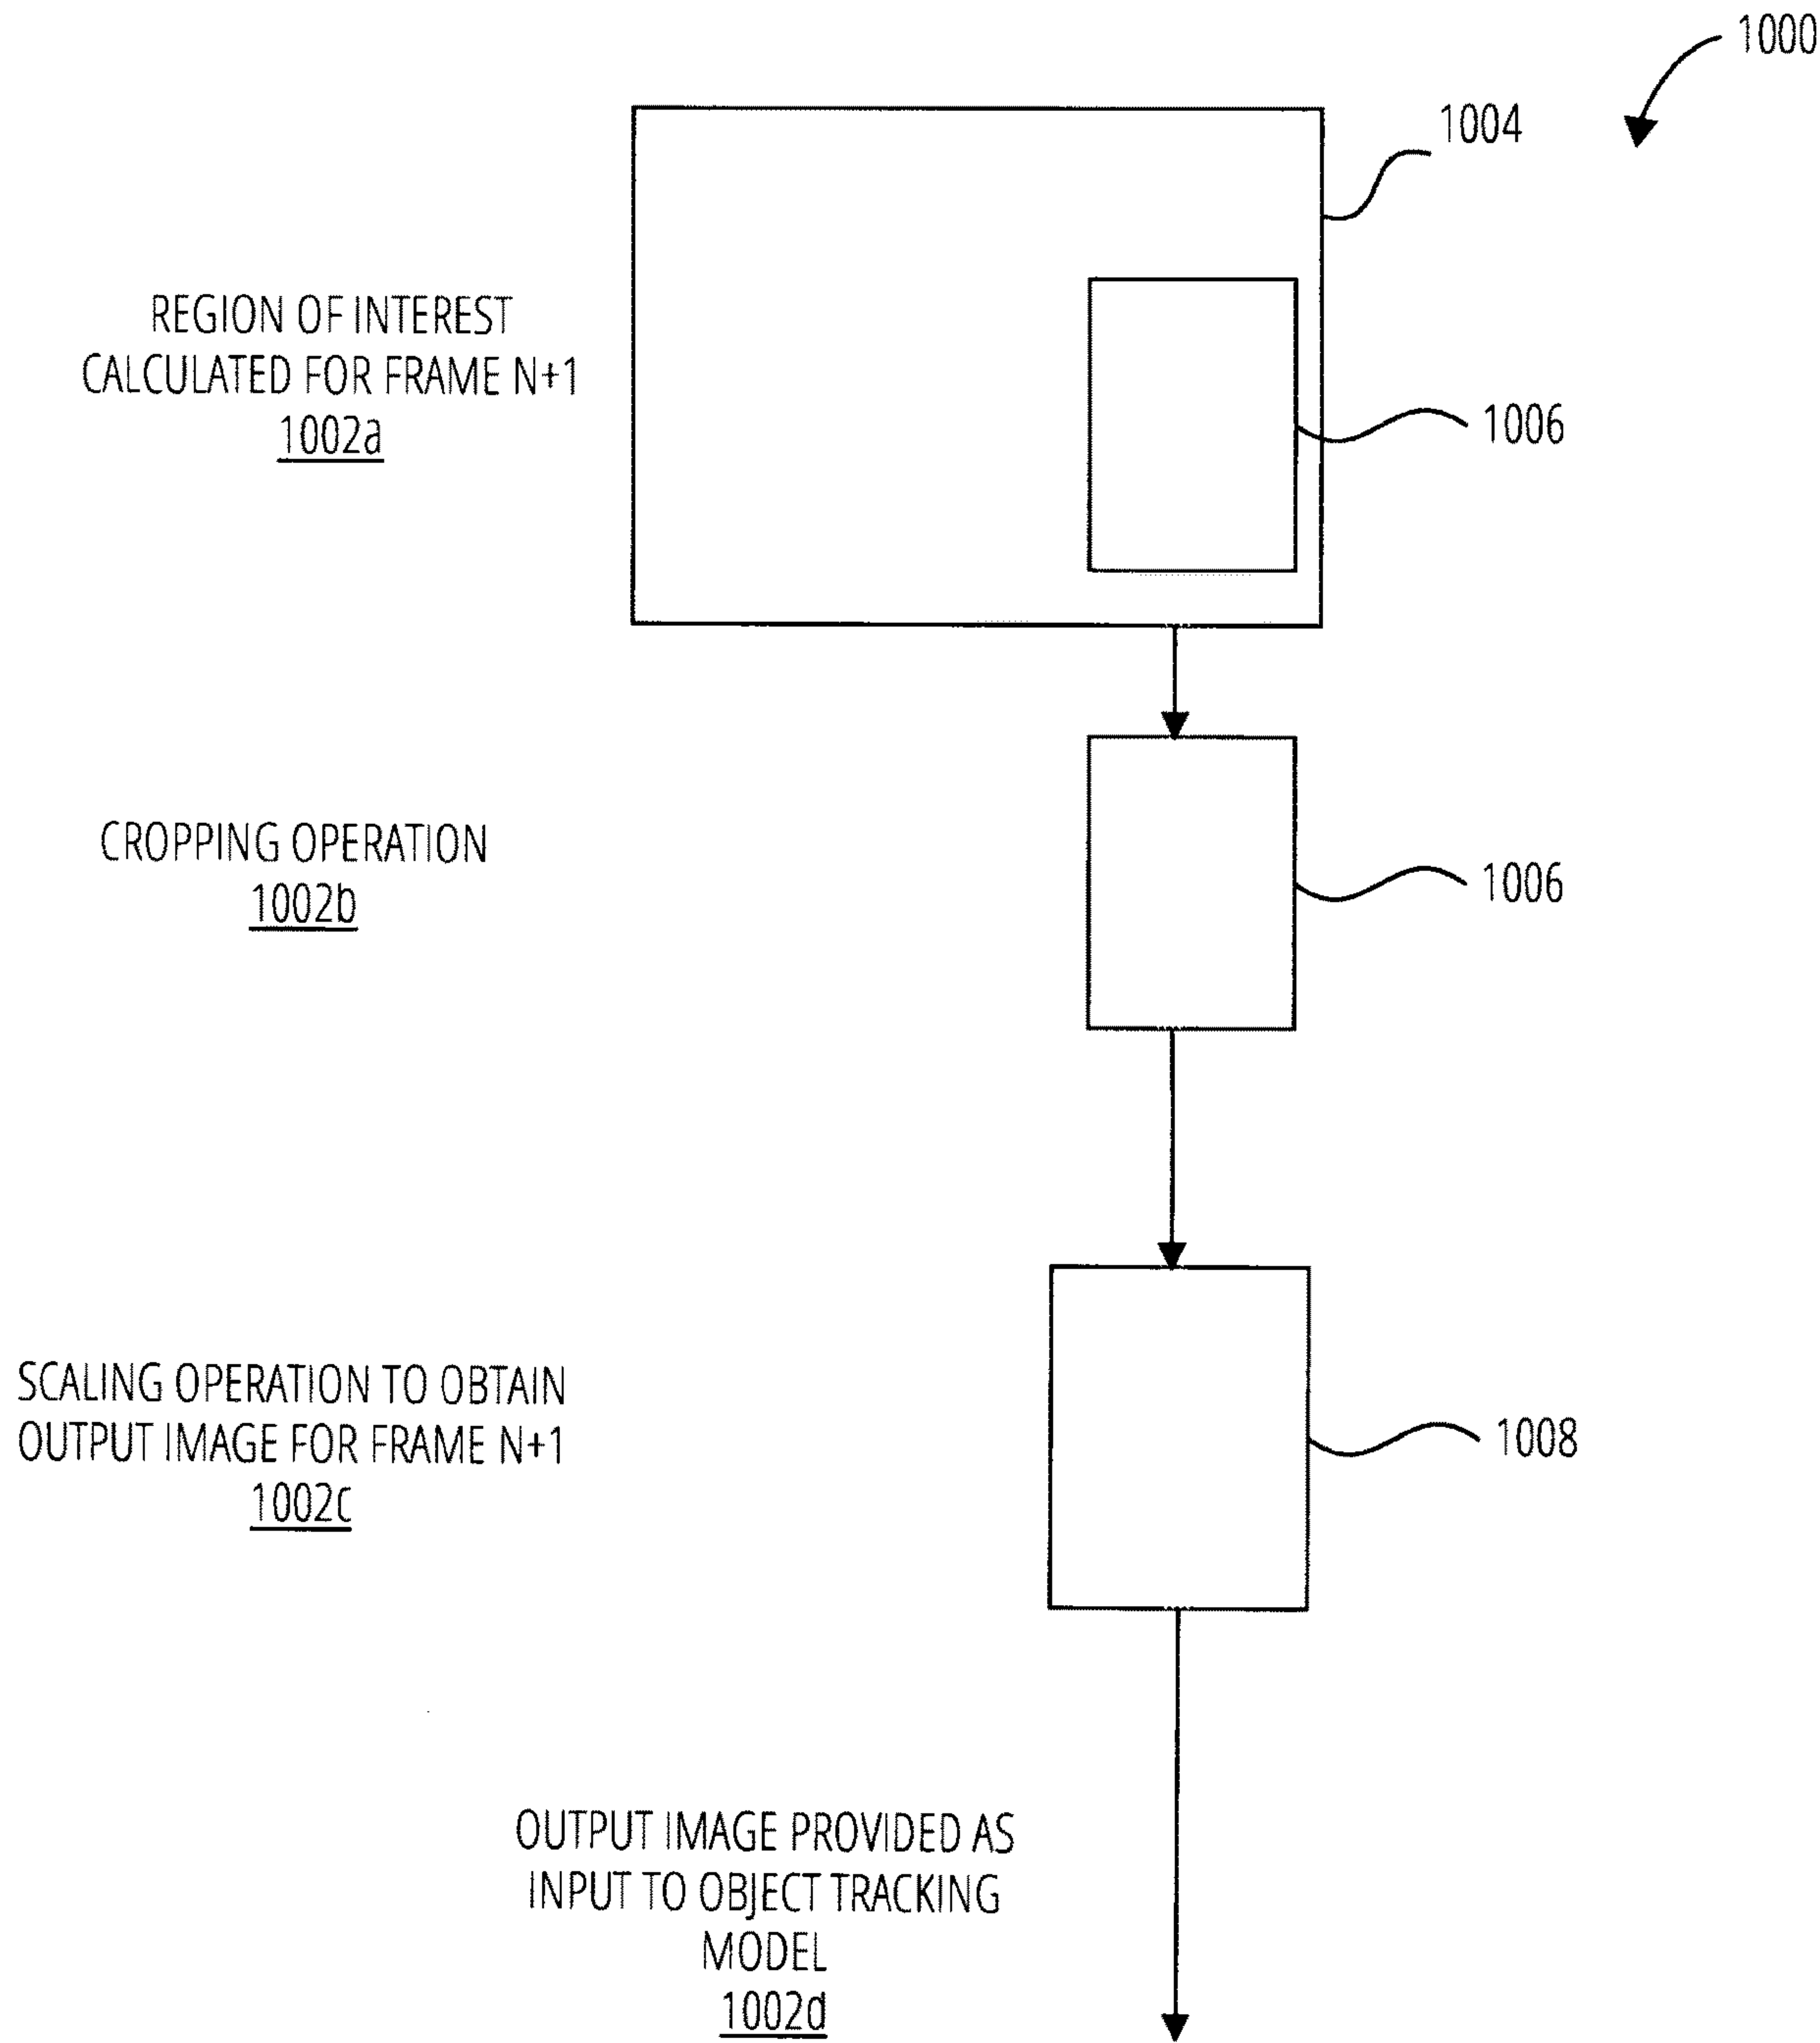 1000
1004
REGION OF INTEREST
CALCULATED FOR FRAME N+1
1002a
1006
CROPPING OPERATION
1002b
1006
SCALING OPERATION TO OBTAIN
OUTPUT IMAGE FOR FRAME N+1
1002c
1008
OUTPUT IMAGE PROVIDED AS
INPUT TO OBJECT TRACKING
MODEL
1002d